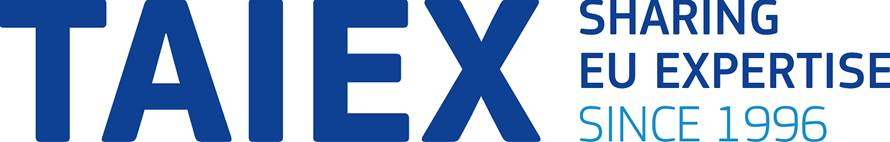 TAIEX
SHARING
EU EXPERTISE
SINCE 1996